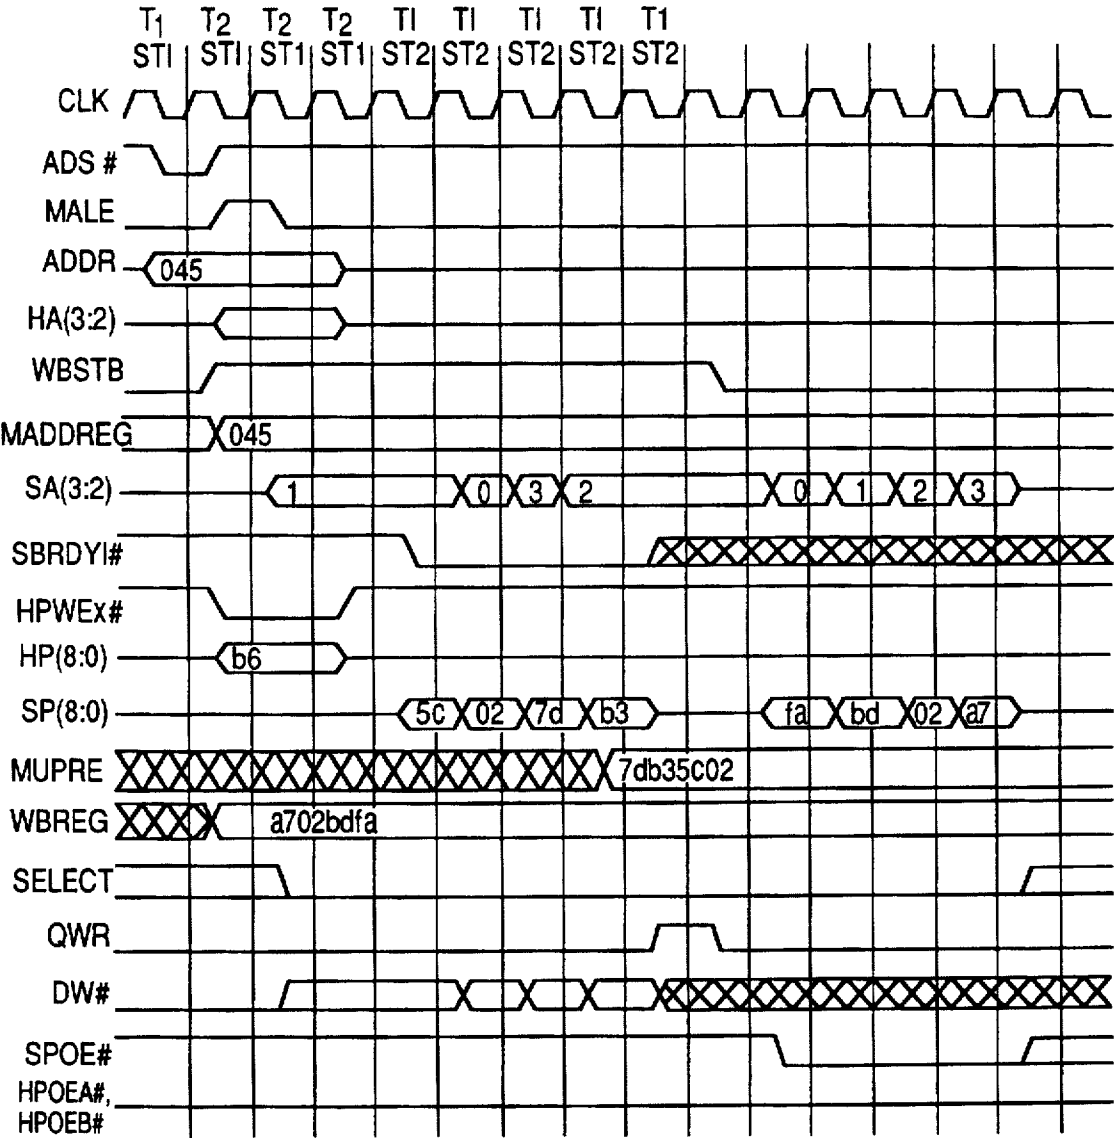 T1 T2 T2 T2 TI TI TI TI T1
STI STI ST1 ST1 ST2 ST2 ST2 ST2 ST2
CLK
ADS #
MALE
ADDR 045
HA(3:2)
WBSTB
MADDREG 045
SA(3:2) 1 0 3 2 0 1 2 3
SBRDYI#
HPWEx#
HP(8:0) b6
SP(8:0) 5c 02 7d b3 fa bd 02 a7
MUPRE 7db35c02
WBREG a702bdfa
SELECT
QWR
DW#
SPOE#
HPOEA#,
HPOEB#